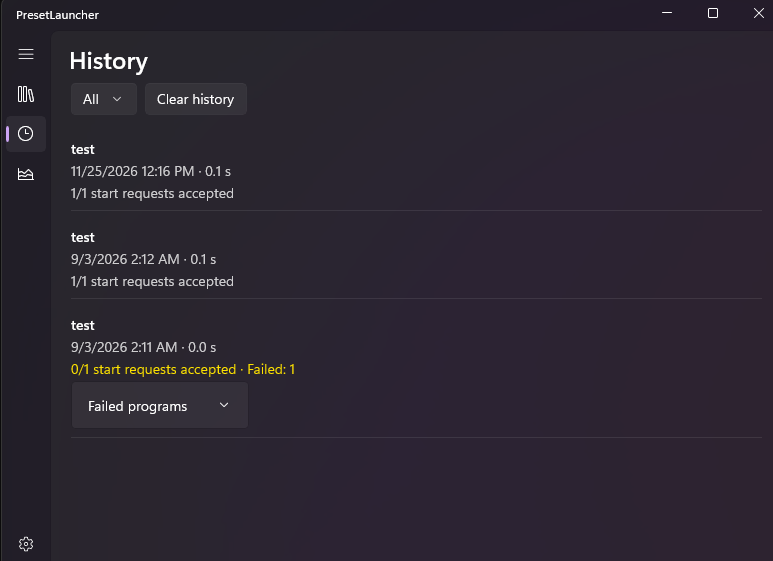 PresetLauncher
History
All
Clear history
test
11/25/2026 12:16 PM · 0.1 s
1/1 start requests accepted
test
9/3/2026 2:12 AM · 0.1 s
1/1 start requests accepted
test
9/3/2026 2:11 AM · 0.0 s
0/1 start requests accepted · Failed: 1
Failed programs